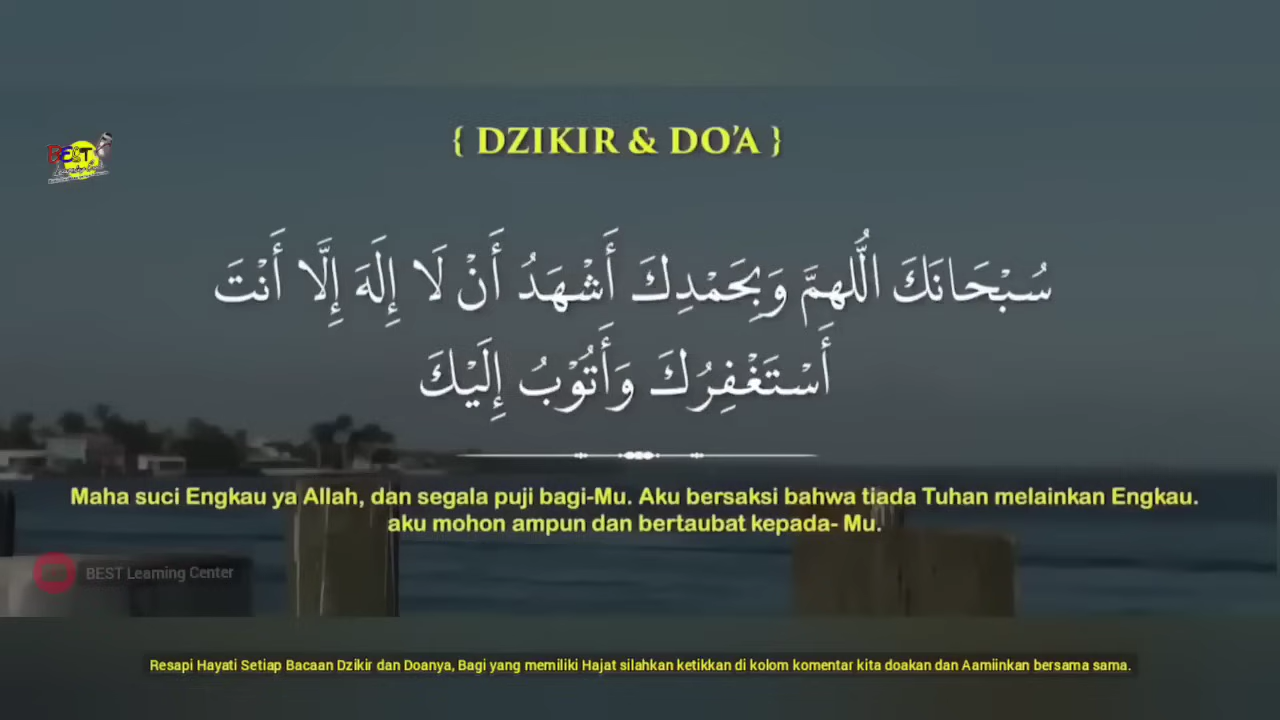 { DZIKIR & DO'A }
BEST
سُبْحَانَكَ اللَّهُمَّ وَبِحَمْدِكَ أَشْهَدُ أَنْ لَا إِلَهَ إِلَّا أَنْتَ
أَسْتَغْفِرُكَ وَأَتُوْبُ إِلَيْكَ
Maha suci Engkau ya Allah, dan segala puji bagi-Mu. Aku bersaksi bahwa tiada Tuhan melainkan Engkau.
aku mohon ampun dan bertaubat kepada- Mu.
BEST Learning Center
Resapi Hayati Setiap Bacaan Dzikir dan Doanya, Bagi yang memiliki Hajat silahkan ketikkan di kolom komentar kita doakan dan Aamiinkan bersama sama.